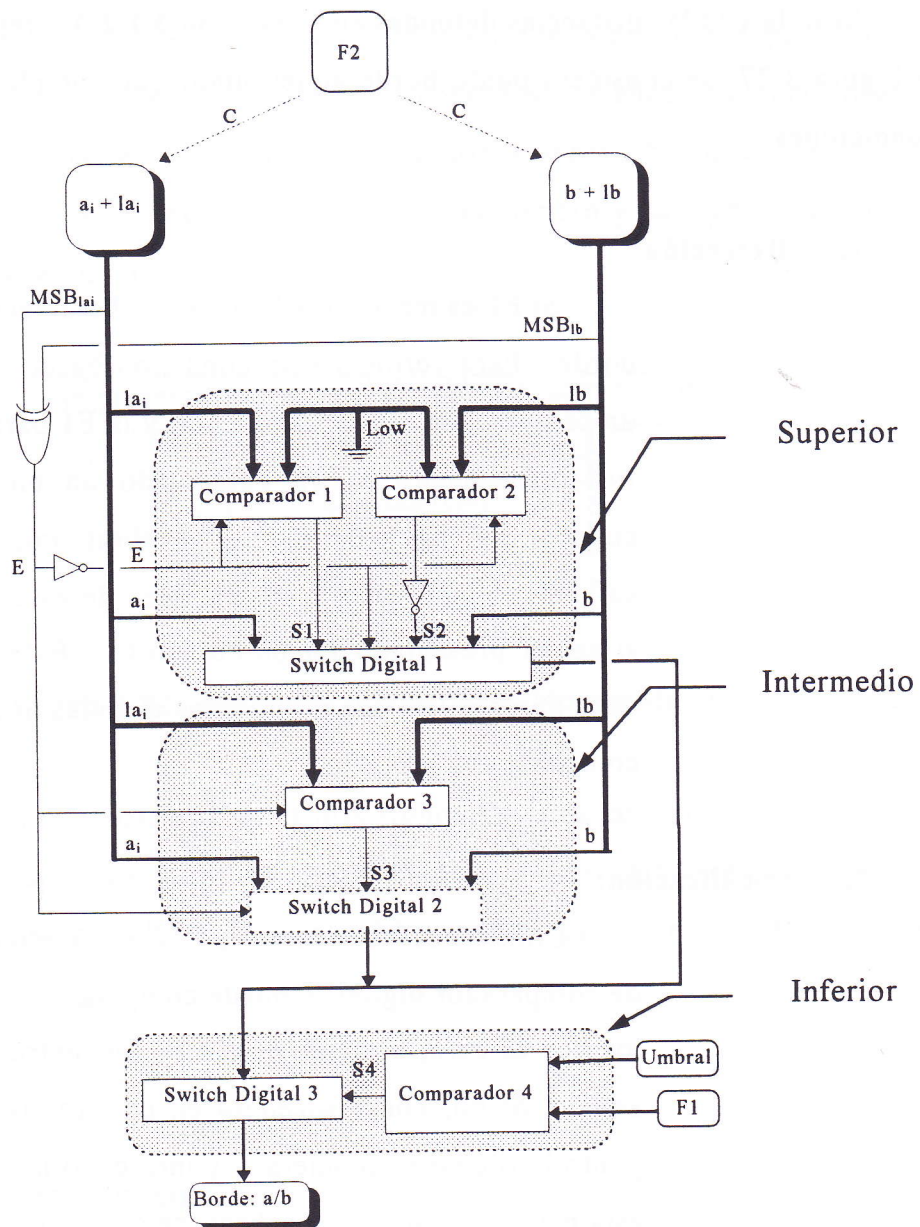 F2
C
C
aᵢ + laᵢ
b + lb
MSBlai
MSBlb
laᵢ
lb
Low
Superior
Comparador 1
Comparador 2
E
E̅
aᵢ
b
S1
S2
Switch Digital 1
Intermedio
laᵢ
lb
Comparador 3
aᵢ
b
S3
Switch Digital 2
Inferior
Umbral
S4
Switch Digital 3
Comparador 4
F1
Borde: a/b